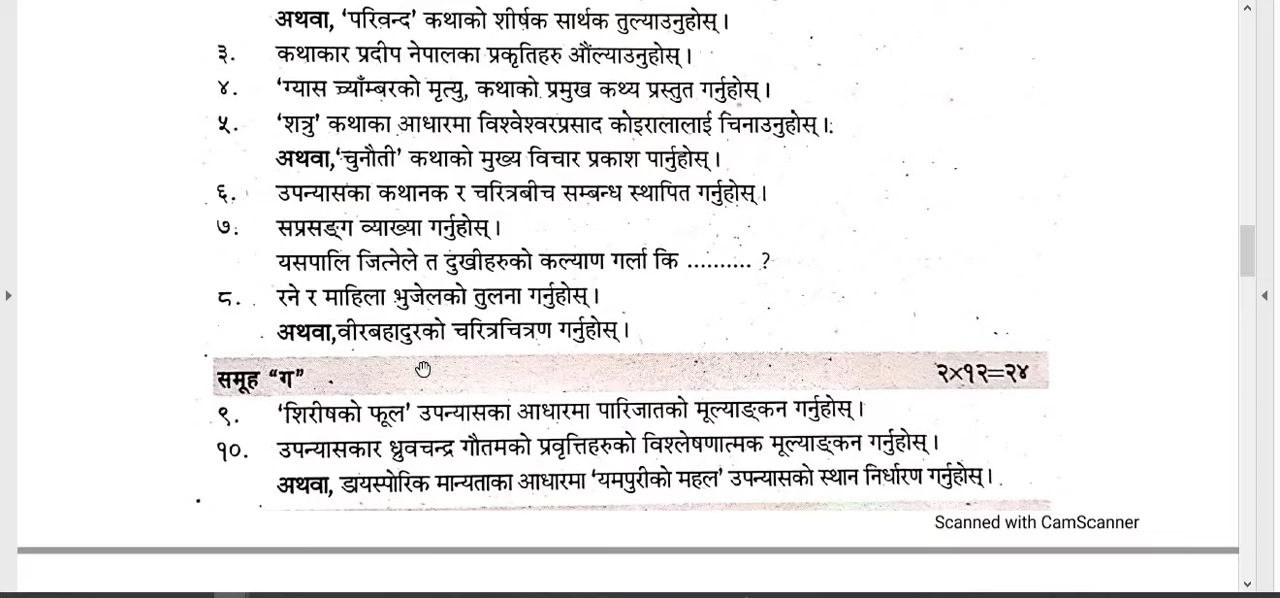 अथवा, ‘परिवन्द’ कथाको शीर्षक सार्थक तुल्याउनुहोस् ।
३. कथाकार प्रदीप नेपालका प्रकृतिहरु औंल्याउनुहोस् ।
४. ‘ग्यास च्याँम्बरको मृत्यु, कथाको प्रमुख कथ्य प्रस्तुत गर्नुहोस् ।
५. ‘शत्रु’ कथाका आधारमा विश्वेश्वरप्रसाद कोइरालालाई चिनाउनुहोस् ।
अथवा, ‘चुनौती’ कथाको मुख्य विचार प्रकाश पार्नुहोस् ।
६. उपन्यासका कथानक र चरित्रबीच सम्बन्ध स्थापित गर्नुहोस् ।
७. सप्रसङ्ग व्याख्या गर्नुहोस् ।
यसपालि जित्नेले त दुखीहरुको कल्याण गर्ला कि .......... ?
८. रने र माहिला भुजेलको तुलना गर्नुहोस् ।
अथवा, वीरबहादुरको चरित्रचित्रण गर्नुहोस् ।
समूह “ग” २×१२=२४
९. ‘शिरीषको फूल’ उपन्यासका आधारमा पारिजातको मूल्याङ्कन गर्नुहोस् ।
१०. उपन्यासकार ध्रुवचन्द्र गौतमको प्रवृत्तिहरुको विश्लेषणात्मक मूल्याङ्कन गर्नुहोस् ।
अथवा, डायस्पोरिक मान्यताका आधारमा ‘यमपुरीको महल’ उपन्यासको स्थान निर्धारण गर्नुहोस् ।
Scanned with CamScanner